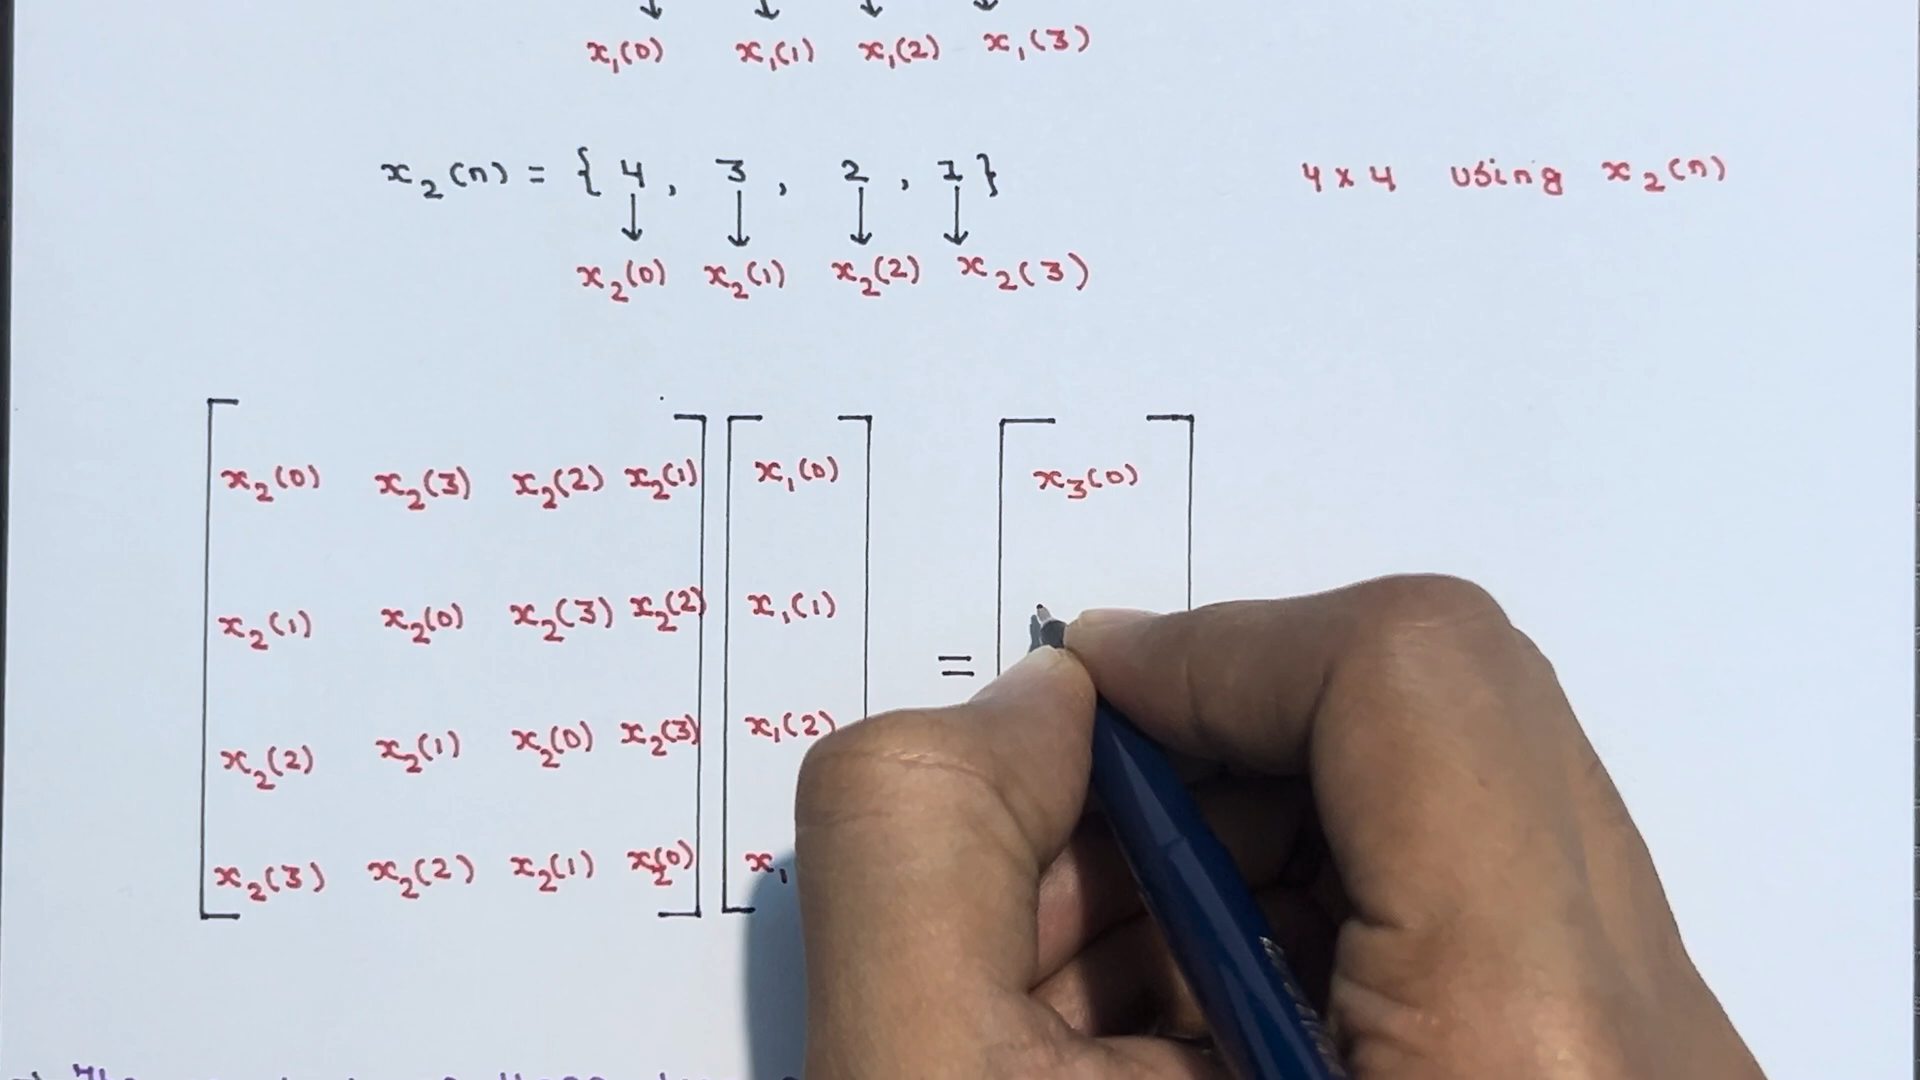 x₁(0) x₁(1) x₁(2) x₁(3)
x₂(n) = { 4, 3, 2, 1 }
4 x 4 using x₂(n)
x₂(0) x₂(1) x₂(2) x₂(3)
x₂(0) x₂(3) x₂(2) x₂(1) x₁(0) x₃(0)
x₂(1) x₂(0) x₂(3) x₂(2) x₁(1)
=
x₂(2) x₂(1) x₂(0) x₂(3) x₁(2)
x₂(3) x₂(2) x₂(1) x₂(0) x₁